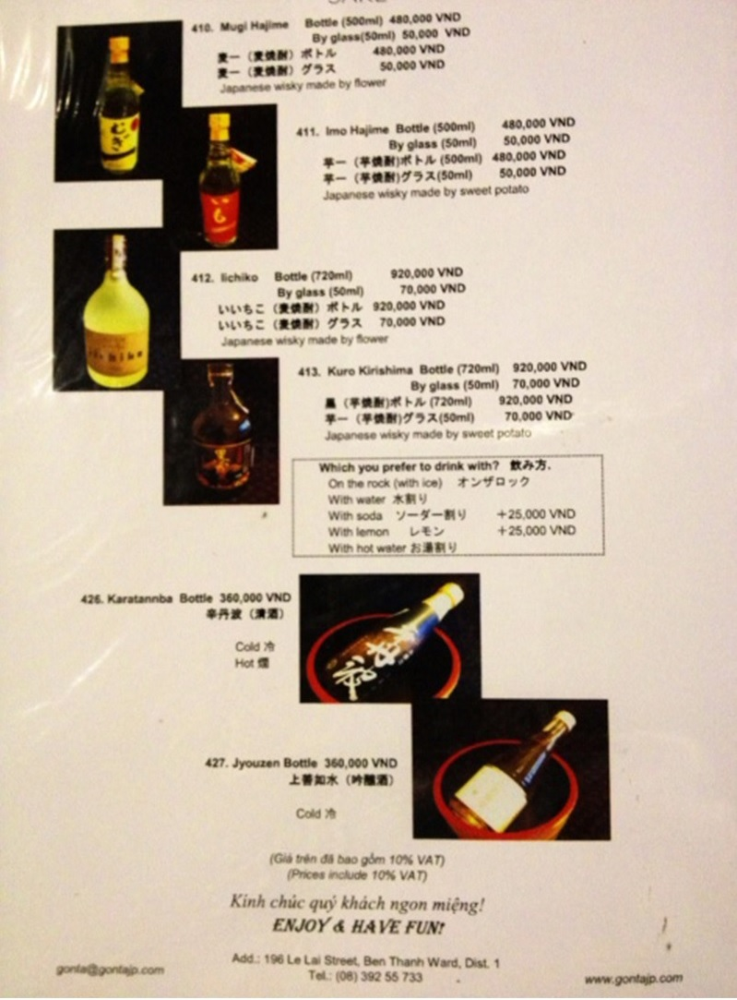 SAKE
410. Mugi Hajime Bottle (500ml) 480,000 VND
By glass(50ml) 50,000 VND
麦一（麦焼酎）ボトル 480,000 VND
麦一（麦焼酎）グラス 50,000 VND
Japanese wisky made by flower
むぎ
411. Imo Hajime Bottle (500ml) 480,000 VND
By glass (50ml) 50,000 VND
芋一（芋焼酎)ボトル (500ml) 480,000 VND
芋一（芋焼酎)グラス(50ml) 50,000 VND
Japanese wisky made by sweet potato
いも
412. Iichiko Bottle (720ml) 920,000 VND
By glass (50ml) 70,000 VND
いいちこ（麦焼酎）ボトル 920,000 VND
いいちこ（麦焼酎）グラス 70,000 VND
Japanese wisky made by flower
iichiko
413. Kuro Kirishima Bottle (720ml) 920,000 VND
By glass (50ml) 70,000 VND
黒（芋焼酎)ボトル (720ml) 920,000 VND
芋一（芋焼酎)グラス(50ml) 70,000 VND
Japanese wisky made by sweet potato
Which you prefer to drink with? 飲み方.
On the rock (with ice) オンザロック
With water 水割り
With soda ソーダー割り +25,000 VND
With lemon レモン +25,000 VND
With hot water お湯割り
426. Karatannba Bottle 360,000 VND
辛丹波（清酒）
Cold 冷
Hot 燗
427. Jyouzen Bottle 360,000 VND
上善如水（吟醸酒）
Cold 冷
(Giá trên đã bao gồm 10% VAT)
(Prices include 10% VAT)
Kính chúc quý khách ngon miệng!
ENJOY & HAVE FUN!
Add.: 196 Le Lai Street, Ben Thanh Ward, Dist. 1
Tel.: (08) 392 55 733
gonta@gontajp.com
www.gontajp.com